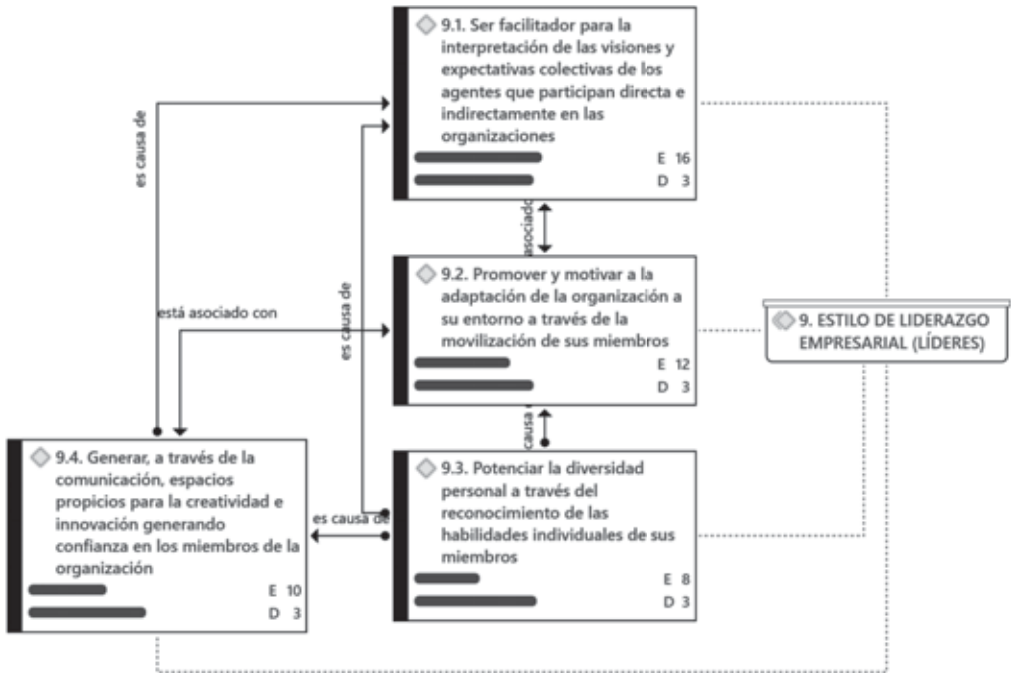 9.1. Ser facilitador para la
interpretación de las visiones y
expectativas colectivas de los
agentes que participan directa e
indirectamente en las
organizaciones
E 16
D 3
es causa de
asociado
9.2. Promover y motivar a la
adaptación de la organización a
su entorno a través de la
movilización de sus miembros
E 12
D 3
está asociado con
es causa de
9. ESTILO DE LIDERAZGO
EMPRESARIAL (LÍDERES)
causa
9.3. Potenciar la diversidad
personal a través del
reconocimiento de las
habilidades individuales de sus
miembros
E 8
D 3
es causa de
9.4. Generar, a través de la
comunicación, espacios
propicios para la creatividad e
innovación generando
confianza en los miembros de la
organización
E 10
D 3